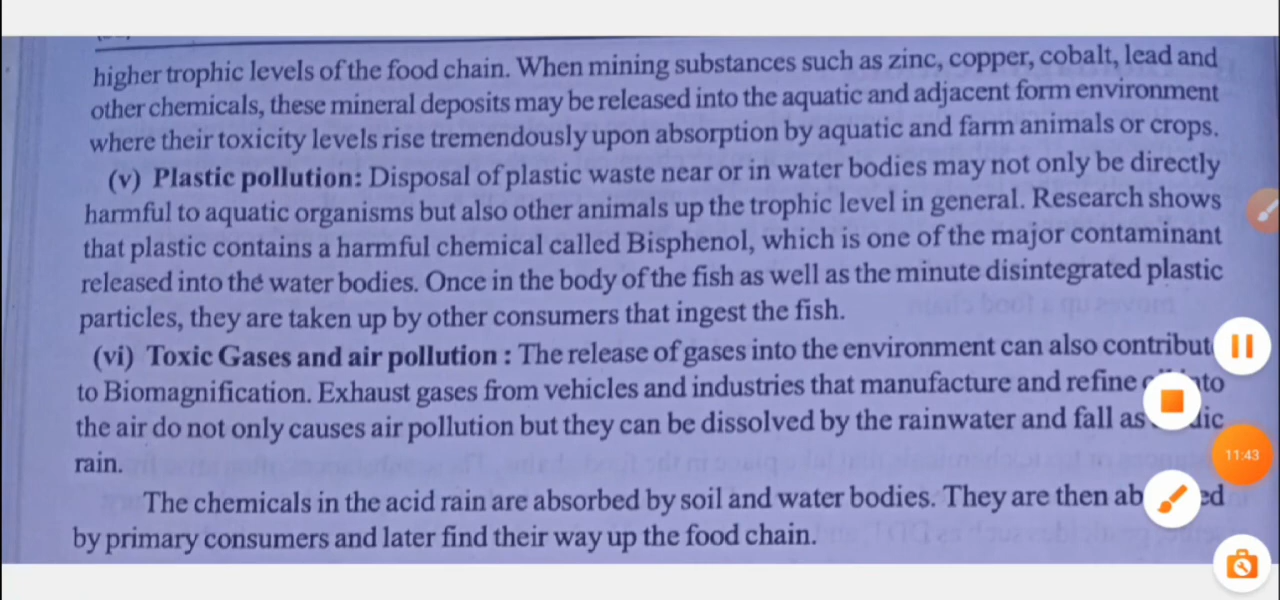 higher trophic levels of the food chain. When mining substances such as zinc, copper, cobalt, lead and
other chemicals, these mineral deposits may be released into the aquatic and adjacent form environment
where their toxicity levels rise tremendously upon absorption by aquatic and farm animals or crops.
(v) Plastic pollution: Disposal of plastic waste near or in water bodies may not only be directly
harmful to aquatic organisms but also other animals up the trophic level in general. Research shows
that plastic contains a harmful chemical called Bisphenol, which is one of the major contaminant
released into the water bodies. Once in the body of the fish as well as the minute disintegrated plastic
particles, they are taken up by other consumers that ingest the fish.
(vi) Toxic Gases and air pollution : The release of gases into the environment can also contribut
to Biomagnification. Exhaust gases from vehicles and industries that manufacture and refine
the air do not only causes air pollution but they can be dissolved by the rainwater and fall as
rain.
11:43
The chemicals in the acid rain are absorbed by soil and water bodies. They are then
by primary consumers and later find their way up the food chain.